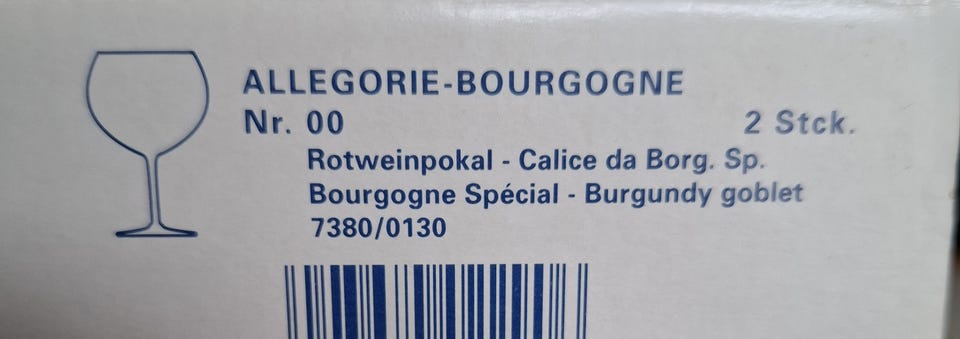 ALLEGORIE-BOURGOGNE
Nr. 00 2 Stck.
Rotweinpokal - Calice da Borg. Sp.
Bourgogne Spécial - Burgundy goblet
7380/0130